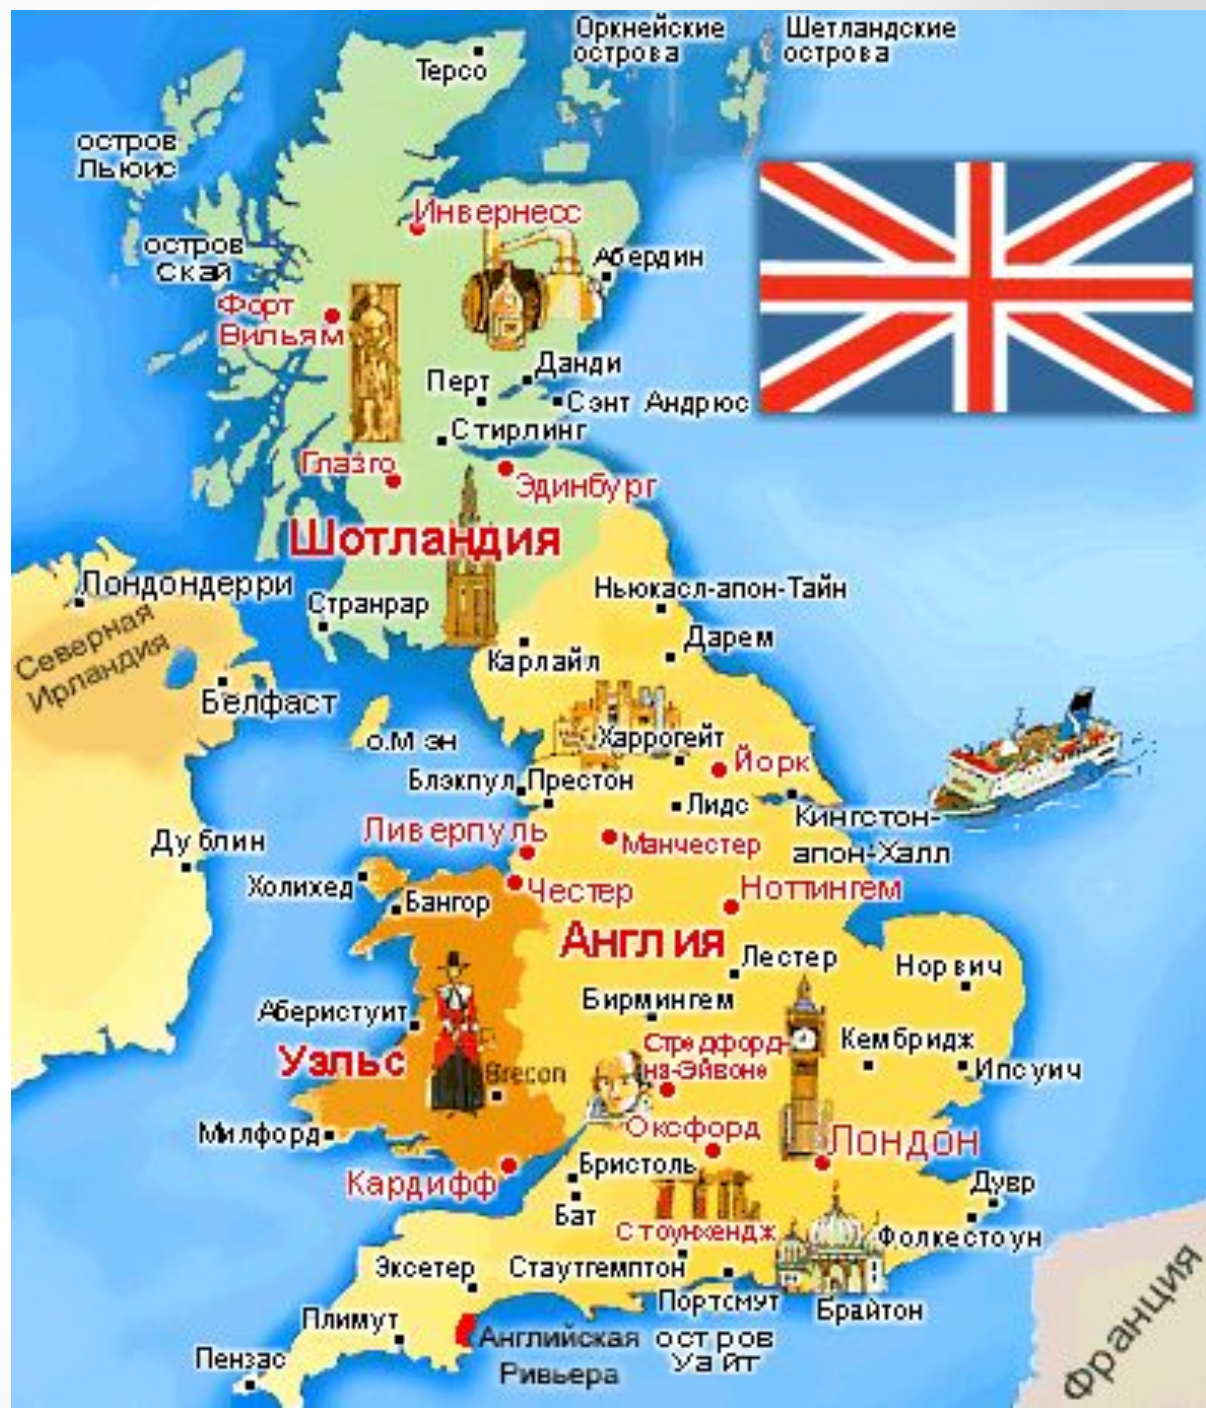 Оркнейские
острова
Шетландские
острова
Терсо
остров
Льюис
Инвернесс
остров
Скай
Абердин
Форт
Вильям
Данди
Перт
Сэнт Андрюс
Стирлинг
Глазго
Эдинбург
Шотландия
Лондондерри
Странрар
Ньюкасл-апон-Тайн
Северная
Ирландия
Дарем
Карлайл
Белфаст
о.Мэн
Харрогейт
Йорк
Блэкпул
Престон
Лидс
Кингстон-
апон-Халл
Ливерпуль
Манчестер
Дублин
Холихед
Бангор
Честер
Ноттингем
Англия
Лестер
Норвич
Аберистуит
Бирмингем
Уэльс
Стредфорд-
на-Эйвоне
Кембридж
Ипсуич
Brecon
Милфорд
Оксфорд
Лондон
Кардифф
Бристоль
Бат
Стоунхендж
Дувр
Фолкестоун
Эксетер
Стаутгемптон
Портсмут
Брайтон
Плимут
Английская
Ривьера
остров
Уайт
Пензас
Франция